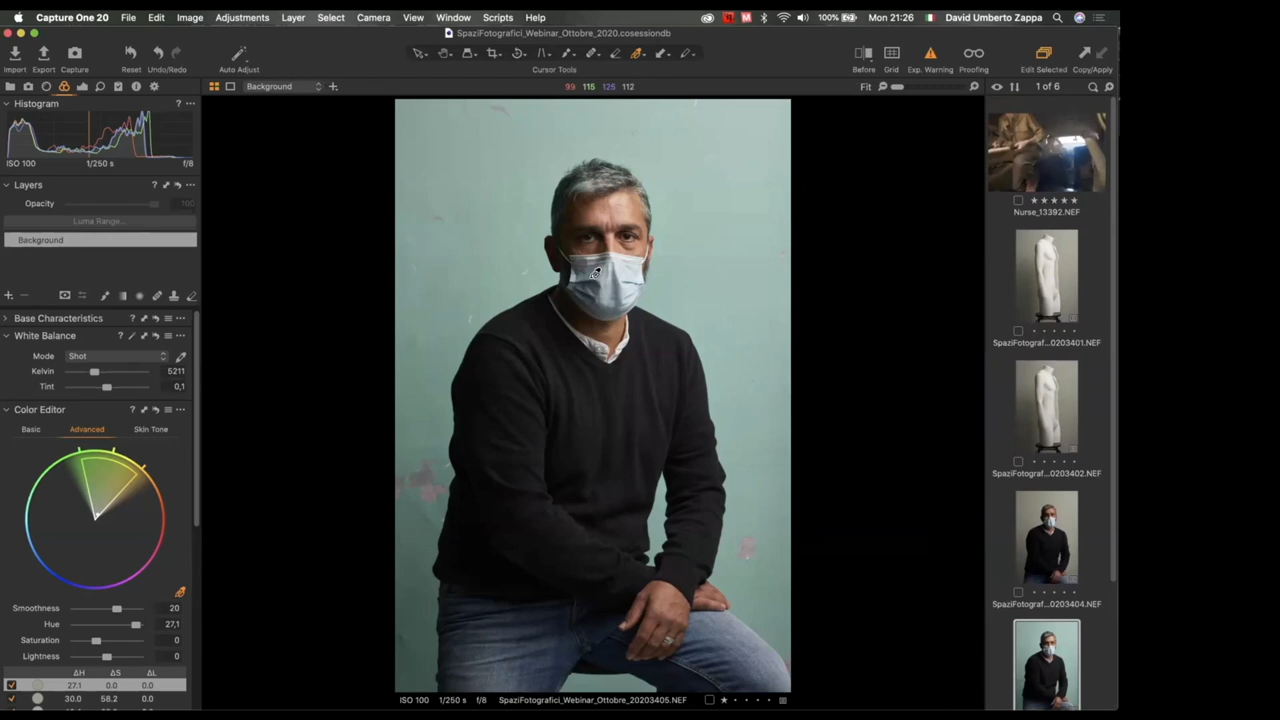 Capture One 20 File Edit Image Adjustments Layer Select Camera View Window Scripts Help 100% Mon 21:26 David Umberto Zappa
SpaziFotografici_Webinar_Ottobre_2020.cosessiondb
Import Export Capture Reset Undo/Redo Auto Adjust Cursor Tools Before Grid Exp. Warning Proofing Edit Selected Copy/Apply
Background 99 115 125 112 Fit 1 of 6
Histogram
ISO 100 1/250 s f/8
Layers
Opacity 100
Luma Range...
Background
Base Characteristics
White Balance
Mode Shot
Kelvin 5211
Tint 0,1
Color Editor
Basic Advanced Skin Tone
Smoothness 20
Hue 27,1
Saturation 0
Lightness 0
ΔH ΔS ΔL
27.1 0.0 0.0
30.0 58.2 0.0
ISO 100 1/250 s f/8 SpaziFotografici_Webinar_Ottobre_20203405.NEF
Nurse_13392.NEF
SpaziFotograf...0203401.NEF
SpaziFotograf...0203402.NEF
SpaziFotograf...0203404.NEF